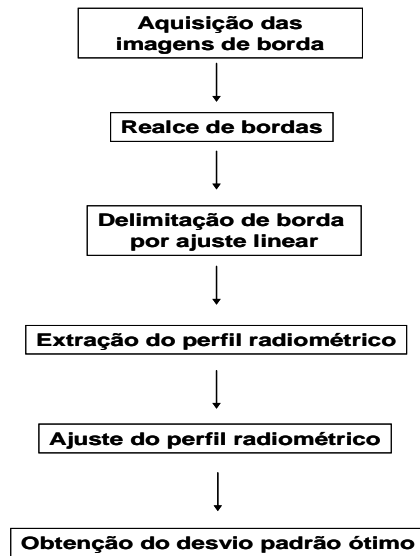 Aquisição das
imagens de borda
Realce de bordas
Delimitação de borda
por ajuste linear
Extração do perfil radiométrico
Ajuste do perfil radiométrico
Obtenção do desvio padrão ótimo